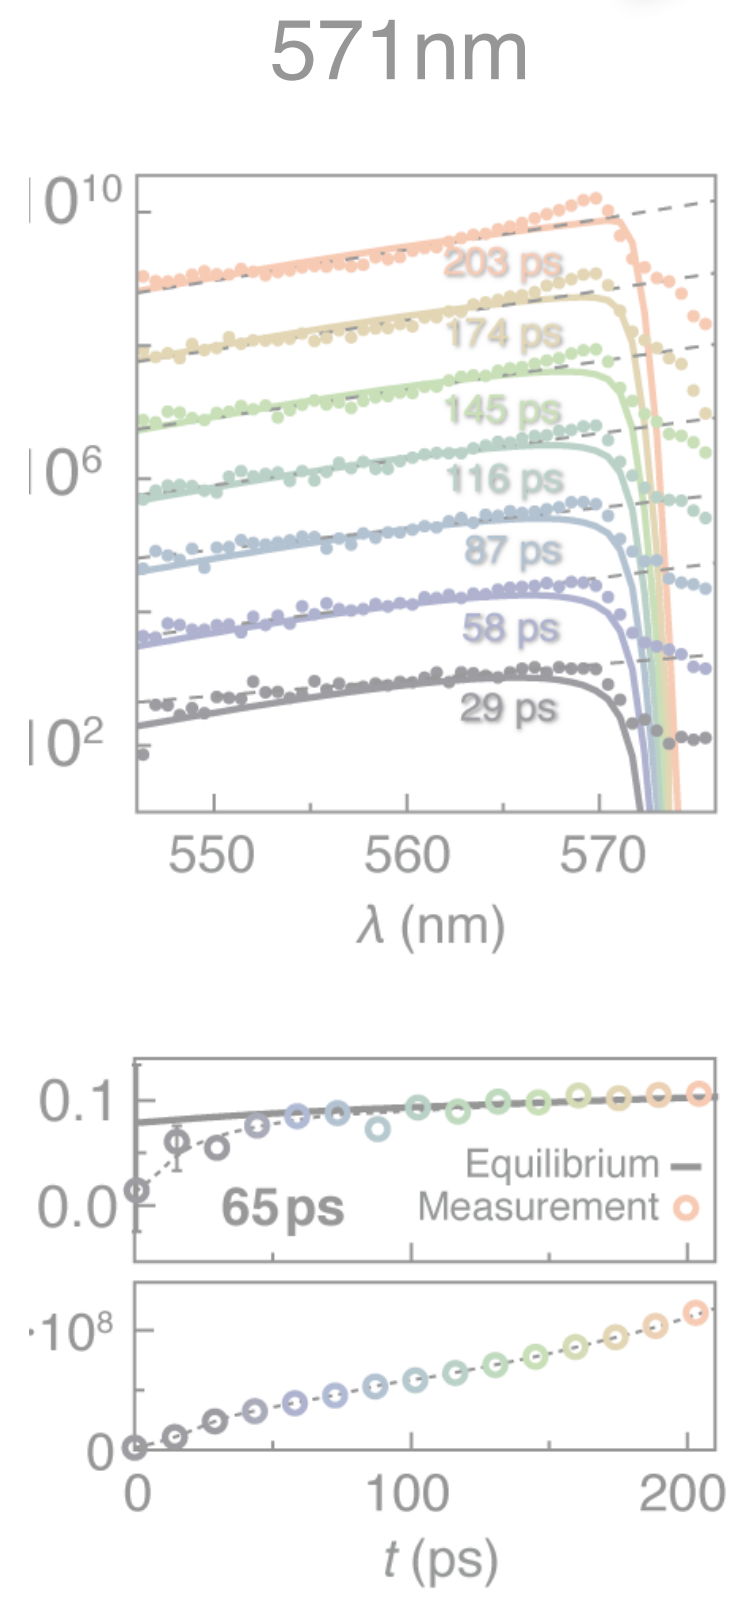 571nm
10¹⁰
203 ps
174 ps
145 ps
10⁶
116 ps
87 ps
58 ps
29 ps
10²
550 560 570
λ (nm)
0.1
Equilibrium
0.0 65ps Measurement
·10⁸
0
0 100 200
t (ps)